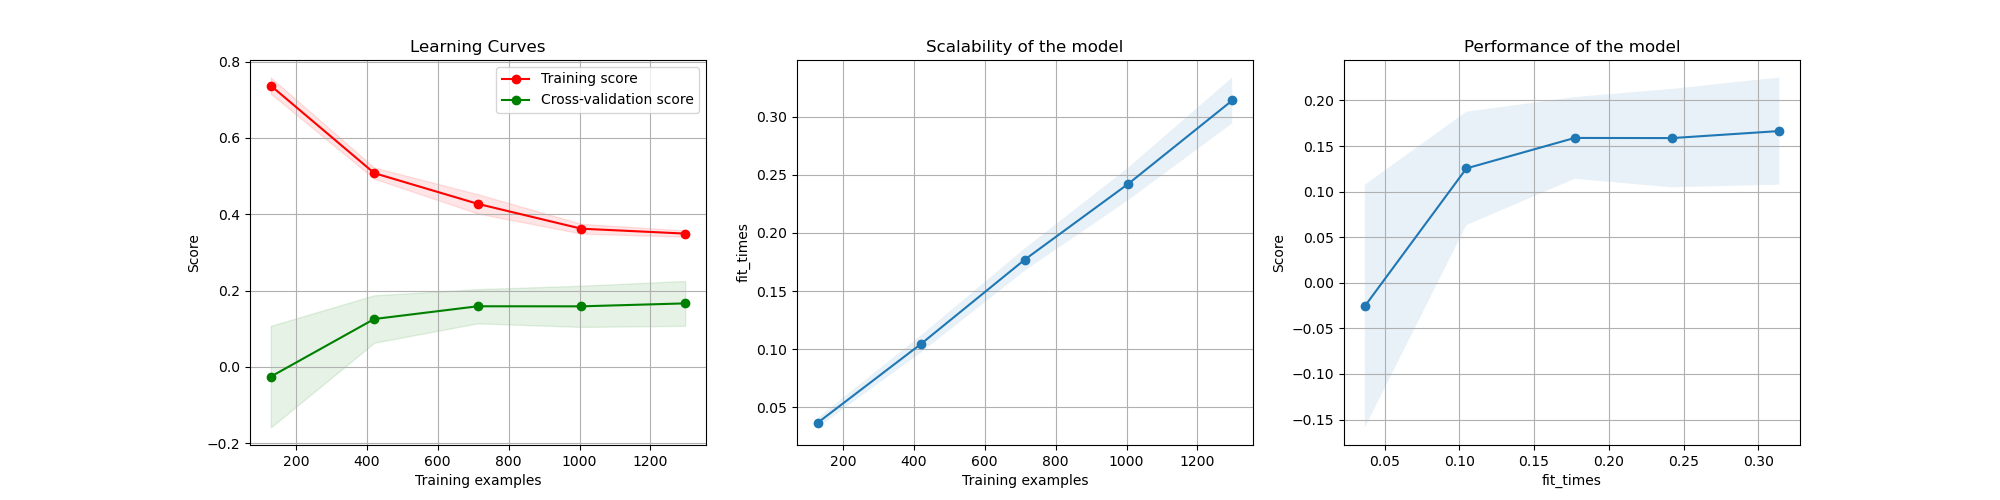 Learning Curves
Training score
Cross-validation score
0.8
0.6
0.4
0.2
0.0
−0.2
Score
200 400 600 800 1000 1200
Training examples
Scalability of the model
0.30
0.25
0.20
0.15
0.10
0.05
fit_times
200 400 600 800 1000 1200
Training examples
Performance of the model
0.20
0.15
0.10
0.05
0.00
−0.05
−0.10
−0.15
Score
0.05 0.10 0.15 0.20 0.25 0.30
fit_times